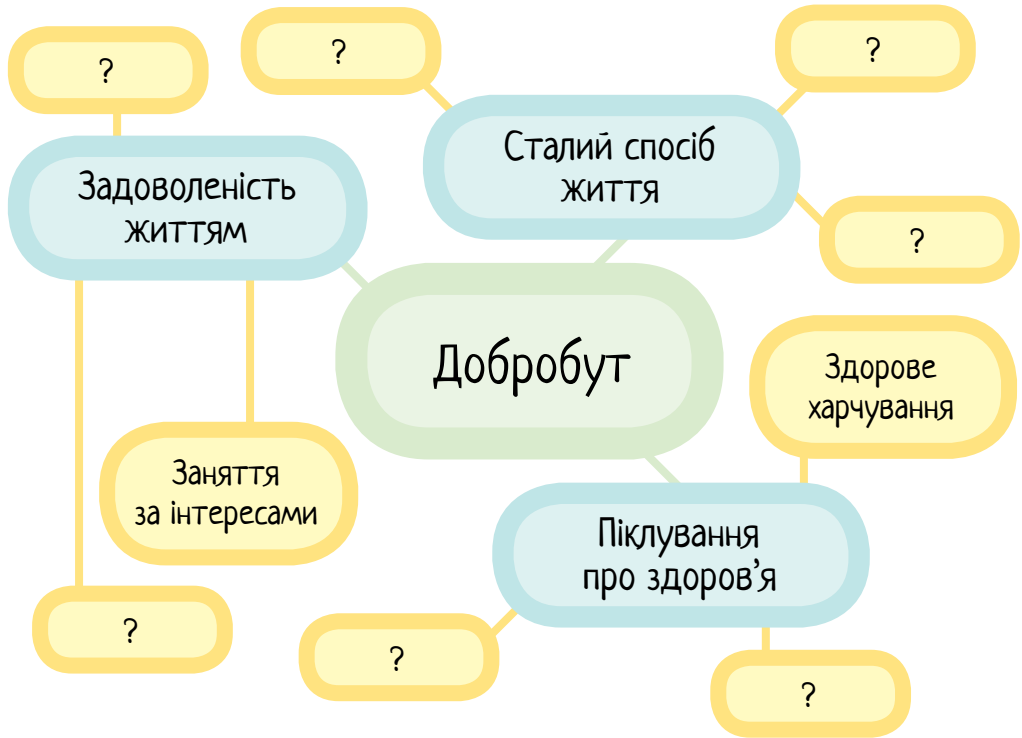 ?
?
?
Сталий спосіб
життя
Задоволеність
життям
?
Добробут
Здорове
харчування
Заняття
за інтересами
Піклування
про здоров’я
?
?
?